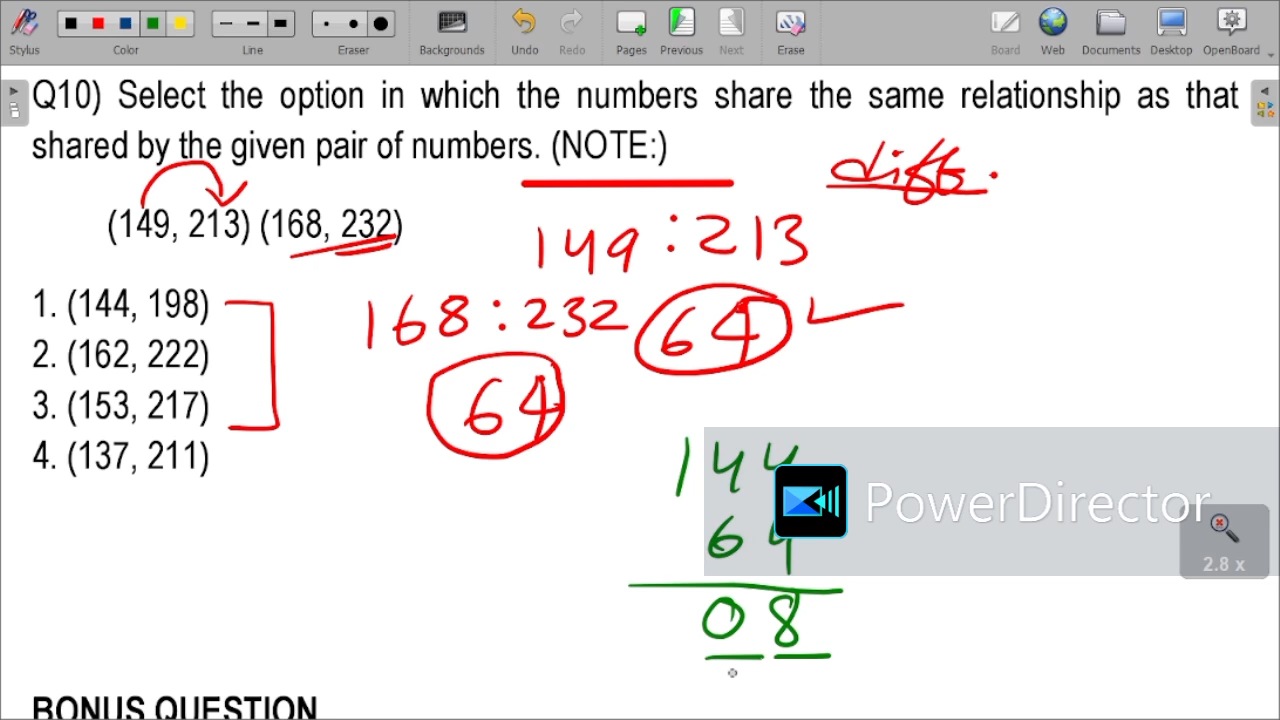 Stylus Color Line Eraser Backgrounds Undo Redo Pages Previous Next Erase Board Web Documents Desktop OpenBoard
Q10) Select the option in which the numbers share the same relationship as that
shared by the given pair of numbers. (NOTE:)
diff.
(149, 213) (168, 232)
149 : 213
1. (144, 198)
168 : 232
64
2. (162, 222)
3. (153, 217)
64
4. (137, 211)
144
PowerDirector
64
2.8 x
08
BONUS QUESTION